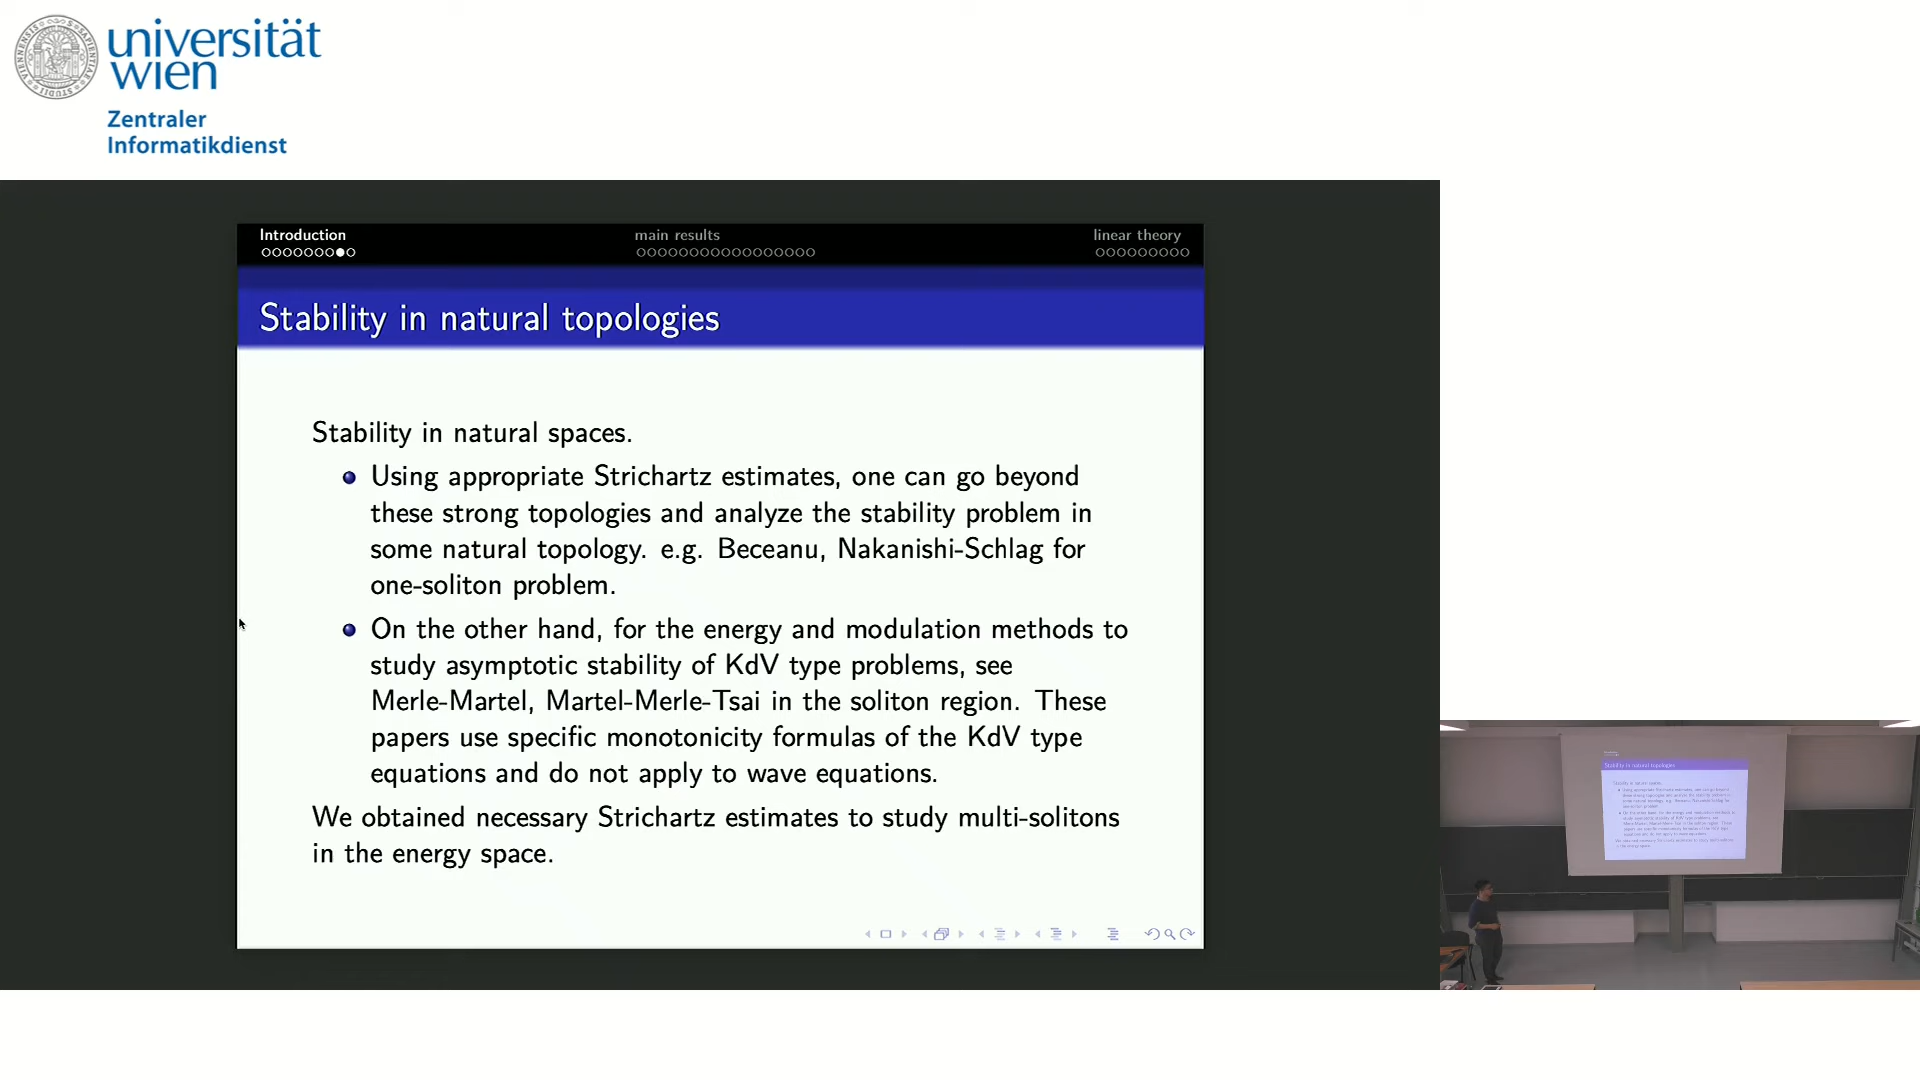 universität
wien
Zentraler
Informatikdienst
Introduction
main results
linear theory
Stability in natural topologies
Stability in natural spaces.
Using appropriate Strichartz estimates, one can go beyond
these strong topologies and analyze the stability problem in
some natural topology. e.g. Beceanu, Nakanishi-Schlag for
one-soliton problem.
On the other hand, for the energy and modulation methods to
study asymptotic stability of KdV type problems, see
Merle-Martel, Martel-Merle-Tsai in the soliton region. These
papers use specific monotonicity formulas of the KdV type
equations and do not apply to wave equations.
We obtained necessary Strichartz estimates to study multi-solitons
in the energy space.
Stability in natural topologies